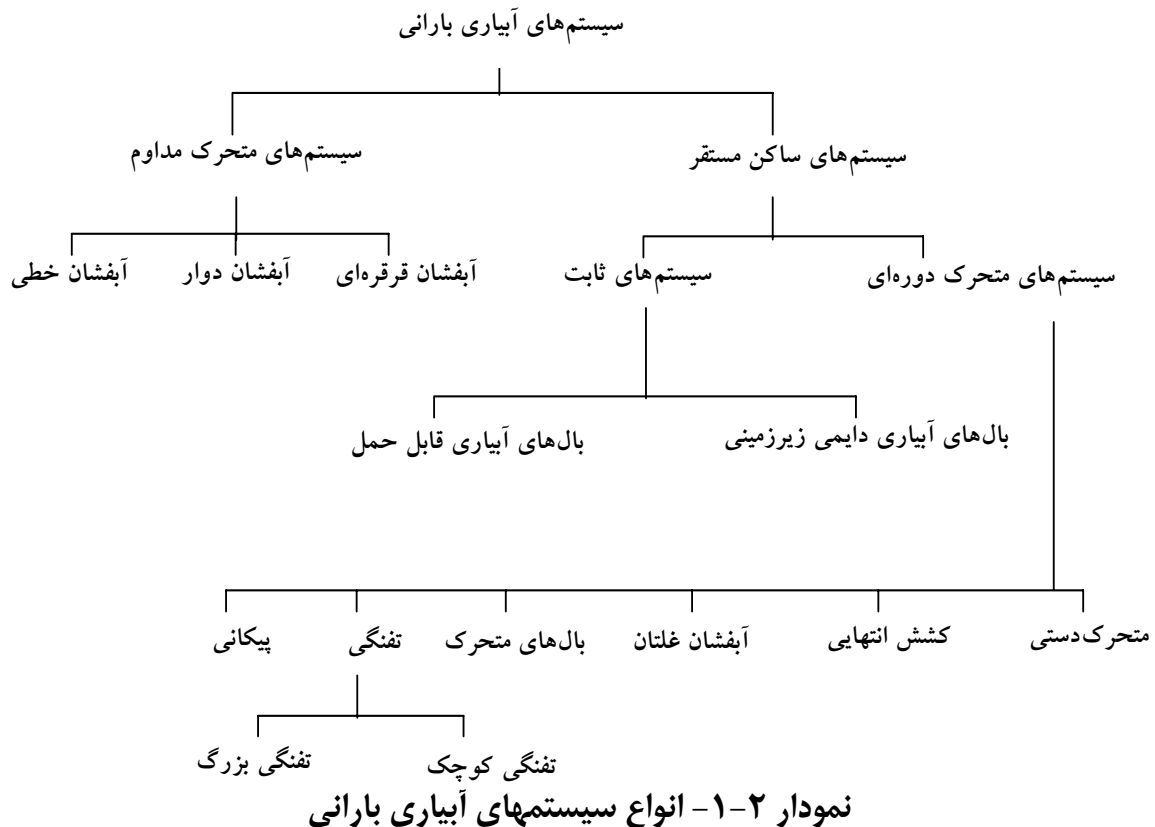 سیستم‌های آبیاری بارانی
سیستم‌های ساکن مستقر
سیستم‌های متحرک مداوم
سیستم‌های متحرک دوره‌ای
سیستم‌های ثابت
آبفشان قرقره‌ای
آبفشان دوار
آبفشان خطی
بال‌های آبیاری دایمی زیرزمینی
بال‌های آبیاری قابل حمل
متحرک‌دستی
کشش انتهایی
آبفشان غلتان
بال‌های متحرک
تفنگی
پیکانی
تفنگی کوچک
تفنگی بزرگ
نمودار ۲-۱- انواع سیستمهای آبیاری بارانی